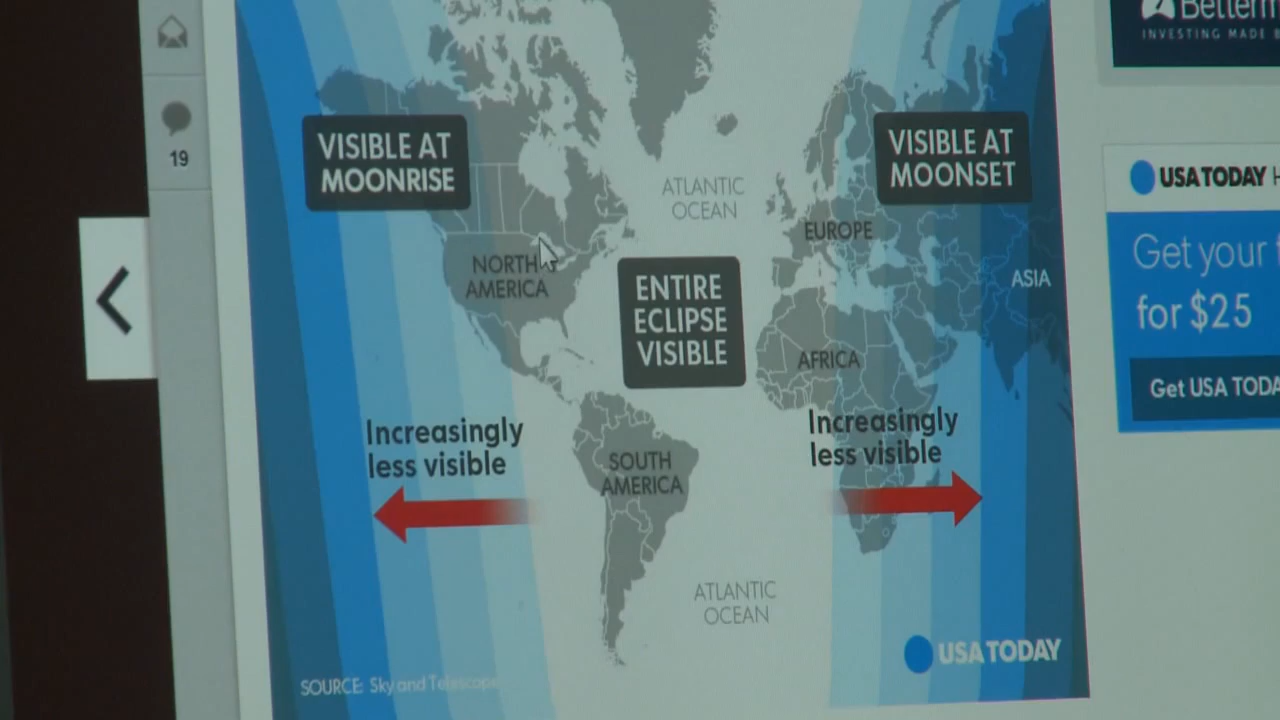 INVESTING MADE
19
VISIBLE AT
MOONRISE
VISIBLE AT
MOONSET
ATLANTIC
OCEAN
EUROPE
ASIA
NORTH
AMERICA
ENTIRE
ECLIPSE
VISIBLE
AFRICA
Increasingly
less visible
Increasingly
less visible
SOUTH
AMERICA
ATLANTIC
OCEAN
USA TODAY
SOURCE: Sky and Telescope
USA TODAY
Get your
for $25
Get USA TODA